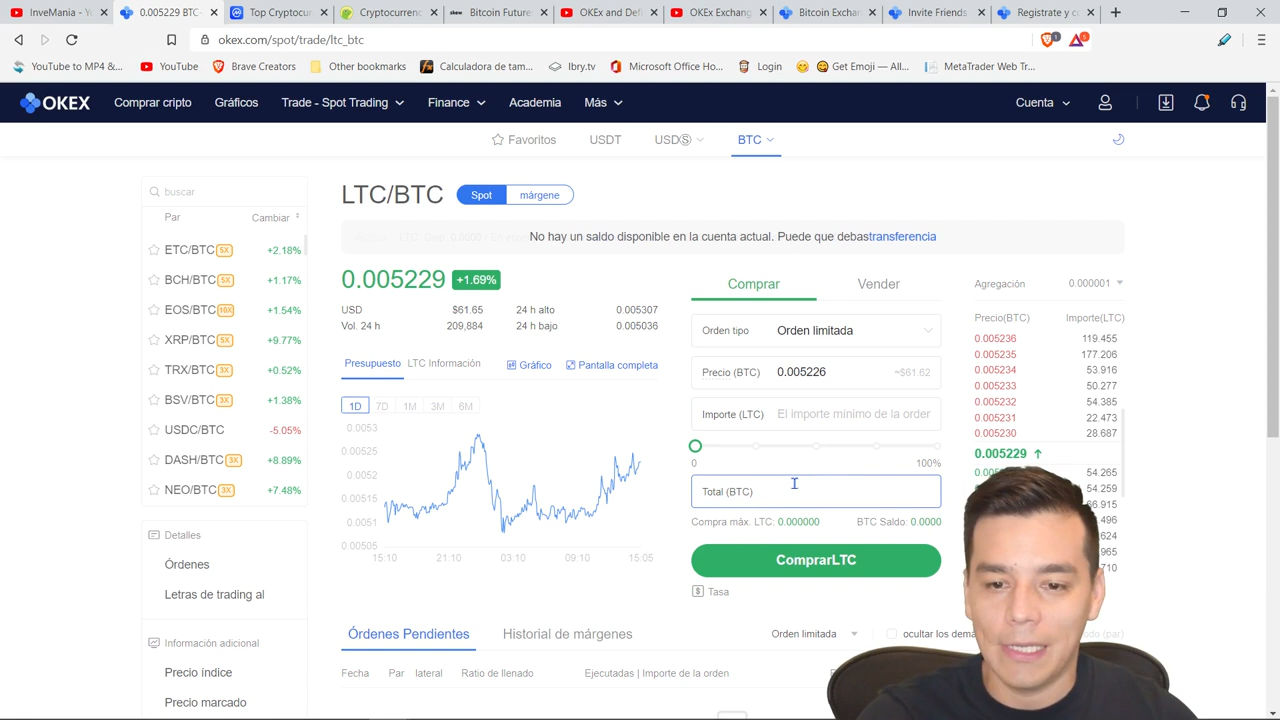 InveMania - Yo
0.005229 BTC -
Top Cryptocur
Cryptocurrenc
skew. Bitcoin Future
OKEx and Def
OKEx Exchang
Bitcoin Exchan
Invite Friends
Registrate y cu
okex.com/spot/trade/ltc_btc
YouTube to MP4 &...
YouTube
Brave Creators
Other bookmarks
Calculadora de tam...
lbry.tv
Microsoft Office Ho...
Login
Get Emoji — All...
MetaTrader Web Tr...
OKEX
Comprar cripto
Gráficos
Trade - Spot Trading
Finance
Academia
Más
Cuenta
Favoritos
USDT
USDⓈ
BTC
buscar
Par
Cambiar
ETC/BTC 5X +2.18%
BCH/BTC 5X +1.17%
EOS/BTC 10X +1.54%
XRP/BTC 5X +9.77%
TRX/BTC 3X +0.52%
BSV/BTC 3X +1.38%
USDC/BTC -5.05%
DASH/BTC 3X +8.89%
NEO/BTC 3X +7.48%
Detalles
Órdenes
Letras de trading al
Información adicional
Precio índice
Precio marcado
LTC/BTC
Spot
márgene
No hay un saldo disponible en la cuenta actual. Puede que debastransferencia
0.005229 +1.69%
USD $61.65 24 h alto 0.005307
Vol. 24 h 209,884 24 h bajo 0.005036
Presupuesto
LTC Información
Gráfico
Pantalla completa
1D 7D 1M 3M 6M
0.0053
0.00525
0.0052
0.00515
0.0051
0.00505
15:10 21:10 03:10 09:10 15:05
Comprar
Vender
Orden tipo Orden limitada
Precio (BTC) 0.005226 ~$61.62
Importe (LTC) El importe mínimo de la orden
0 100%
Total (BTC)
Compra máx. LTC: 0.000000 BTC Saldo: 0.0000
ComprarLTC
Tasa
Agregación 0.000001
Precio(BTC) Importe(LTC)
0.005236 119.455
0.005235 177.206
0.005234 53.916
0.005233 50.277
0.005232 54.385
0.005231 22.473
0.005230 28.687
0.005229
54.265
54.259
Órdenes Pendientes
Historial de márgenes
Orden limitada
ocultar los dema
Fecha Par lateral Ratio de llenado Ejecutadas | Importe de la orden